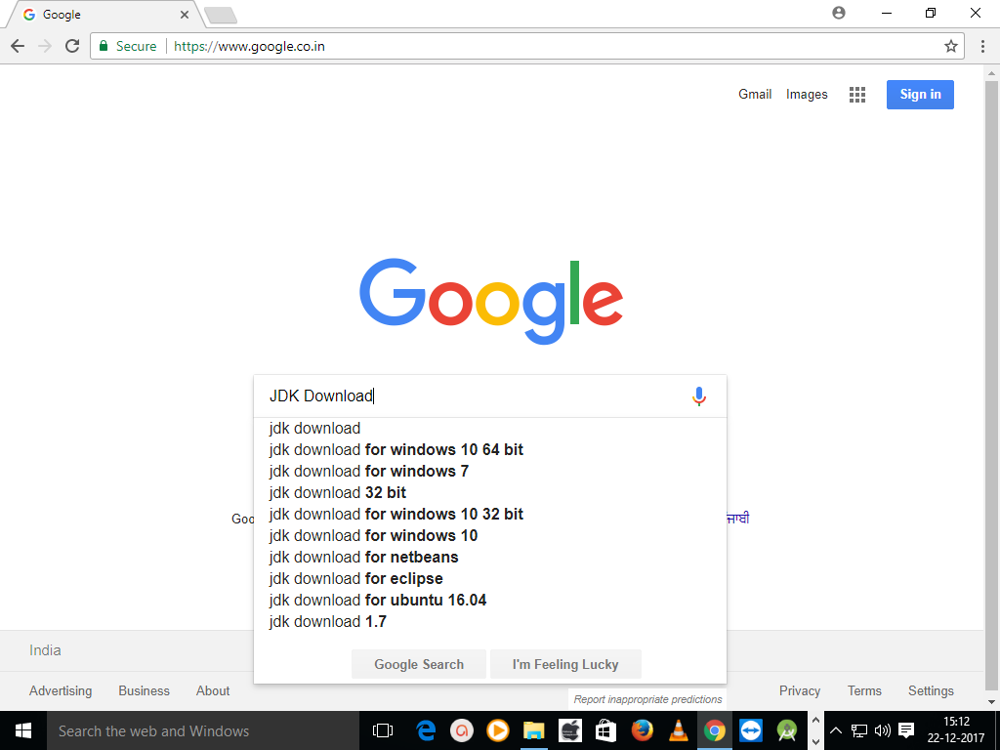 Google
Secure https://www.google.co.in
Gmail Images Sign in
Google
JDK Download
jdk download
jdk download for windows 10 64 bit
jdk download for windows 7
jdk download 32 bit
jdk download for windows 10 32 bit
jdk download for windows 10
jdk download for netbeans
jdk download for eclipse
jdk download for ubuntu 16.04
jdk download 1.7
Google Search I'm Feeling Lucky
Report inappropriate predictions
India
Advertising Business About Privacy Terms Settings
Search the web and Windows
15:12
22-12-2017